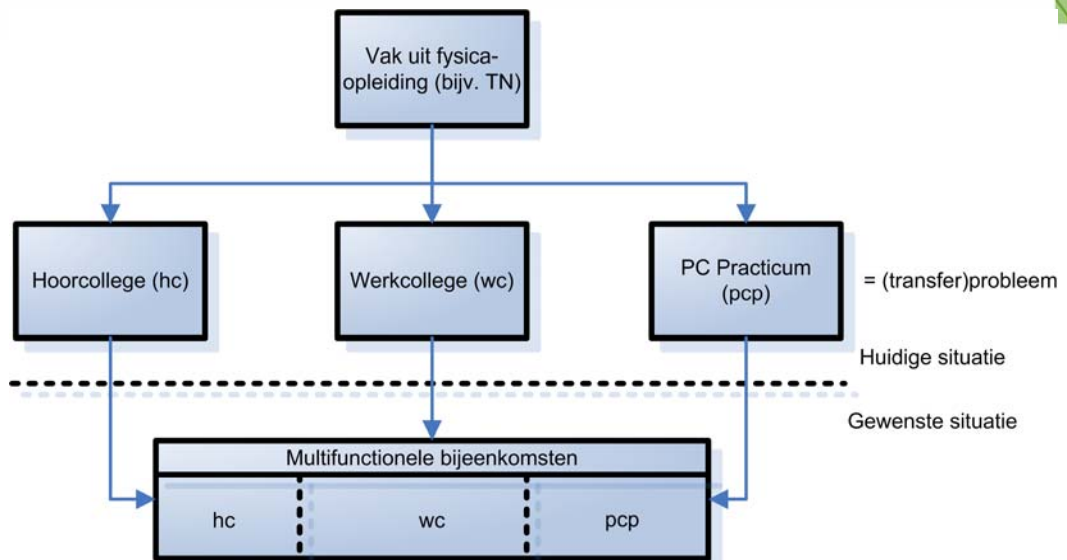 Vak uit fysica-
opleiding (bijv. TN)
Hoorcollege (hc)
Werkcollege (wc)
PC Practicum
(pcp)
= (transfer)probleem
Huidige situatie
Gewenste situatie
Multifunctionele bijeenkomsten
hc
wc
pcp